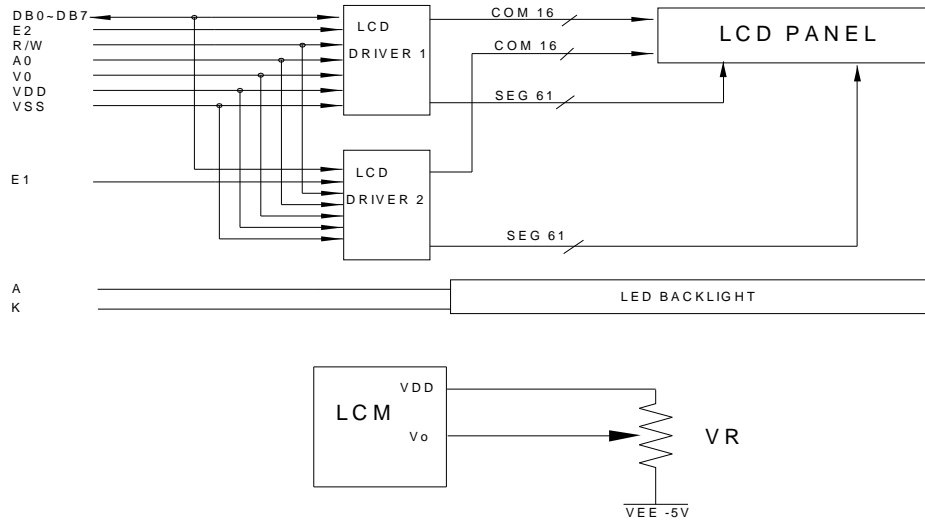 DB0~DB7
E2
R/W
A0
V0
VDD
VSS
E1
A
K
LCD
DRIVER 1
LCD
DRIVER 2
COM 16
COM 16
SEG 61
SEG 61
LCD PANEL
LED BACKLIGHT
LCM
VDD
Vo
VR
VEE -5V